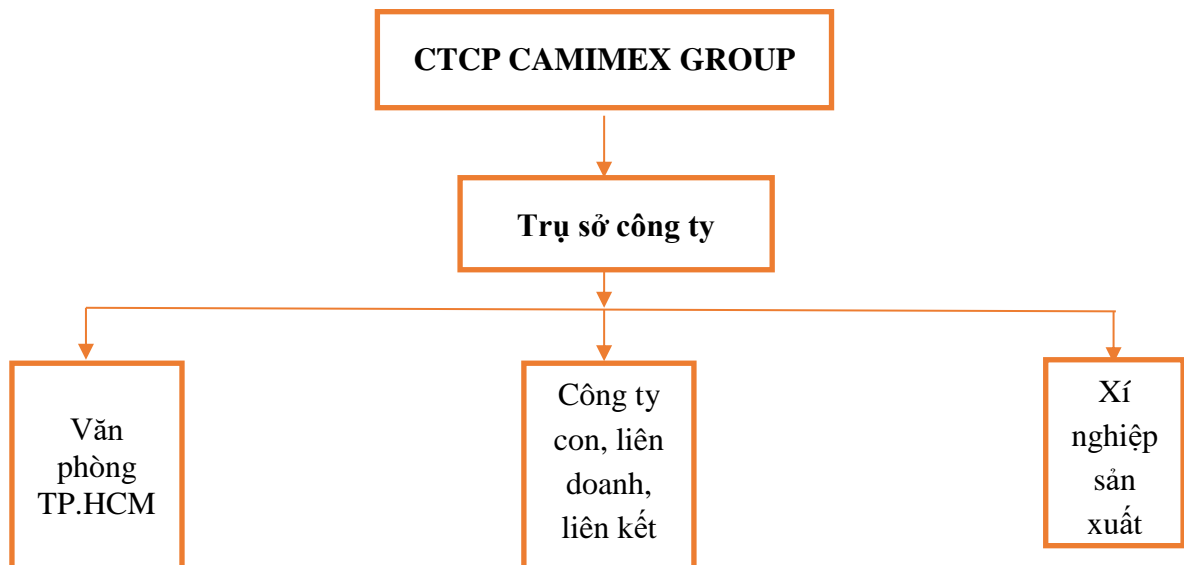 CTCP CAMIMEX GROUP
Trụ sở công ty
Văn
phòng
TP.HCM
Công ty
con, liên
doanh,
liên kết
Xí
nghiệp
sản
xuất